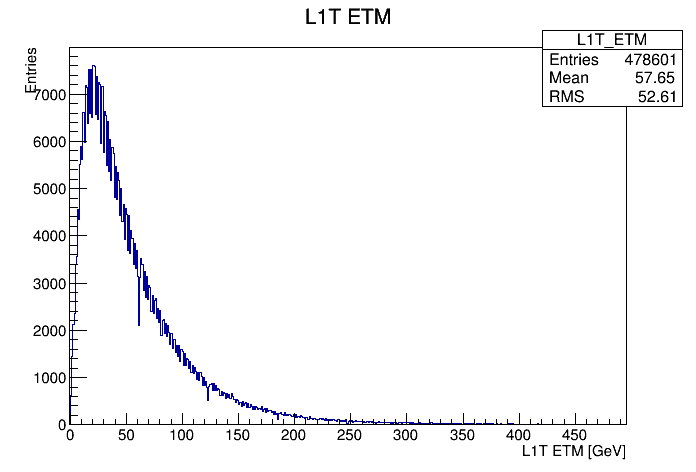 L1T ETM
L1T_ETM
Entries 478601
Mean 57.65
RMS 52.61
Entries
7000
6000
5000
4000
3000
2000
1000
0
0 50 100 150 200 250 300 350 400 450
L1T ETM [GeV]